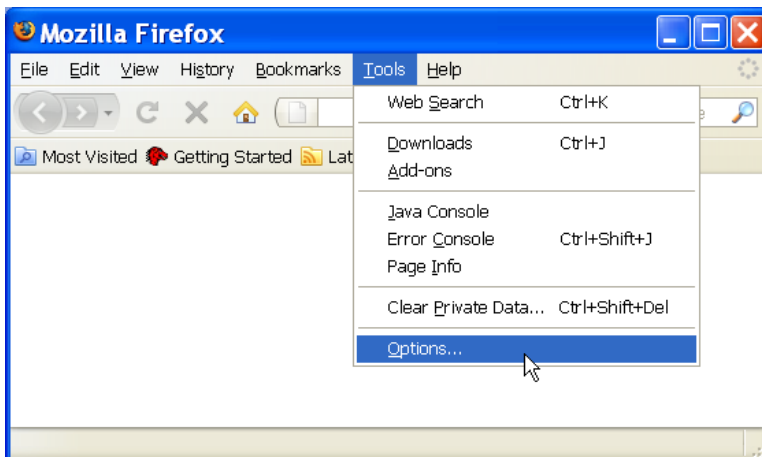 Mozilla Firefox
File Edit View History Bookmarks Tools Help
Most Visited Getting Started Lat
Web Search Ctrl+K
Downloads Ctrl+J
Add-ons
Java Console
Error Console Ctrl+Shift+J
Page Info
Clear Private Data... Ctrl+Shift+Del
Options...